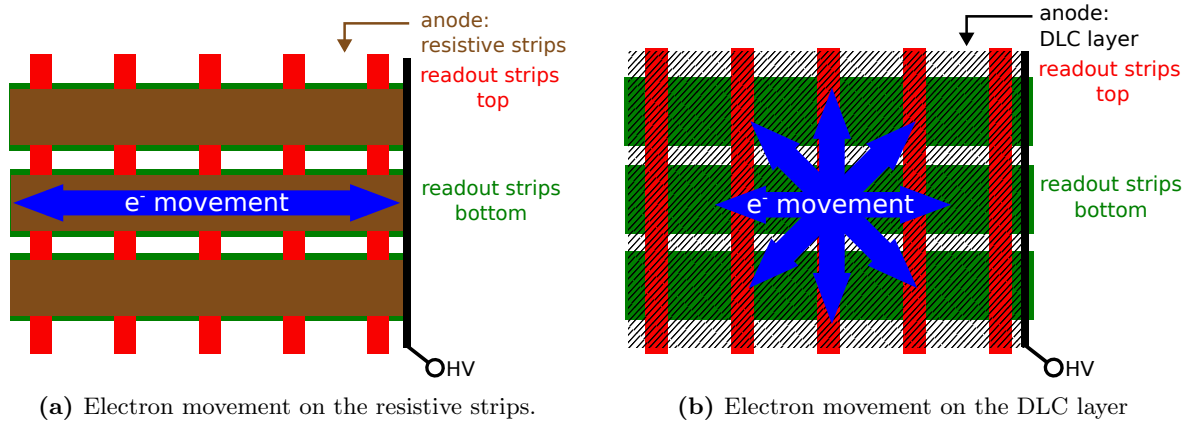 anode:
resistive strips
readout strips
top
e⁻ movement
readout strips
bottom
HV
(a) Electron movement on the resistive strips.
anode:
DLC layer
readout strips
top
e⁻ movement
readout strips
bottom
HV
(b) Electron movement on the DLC layer